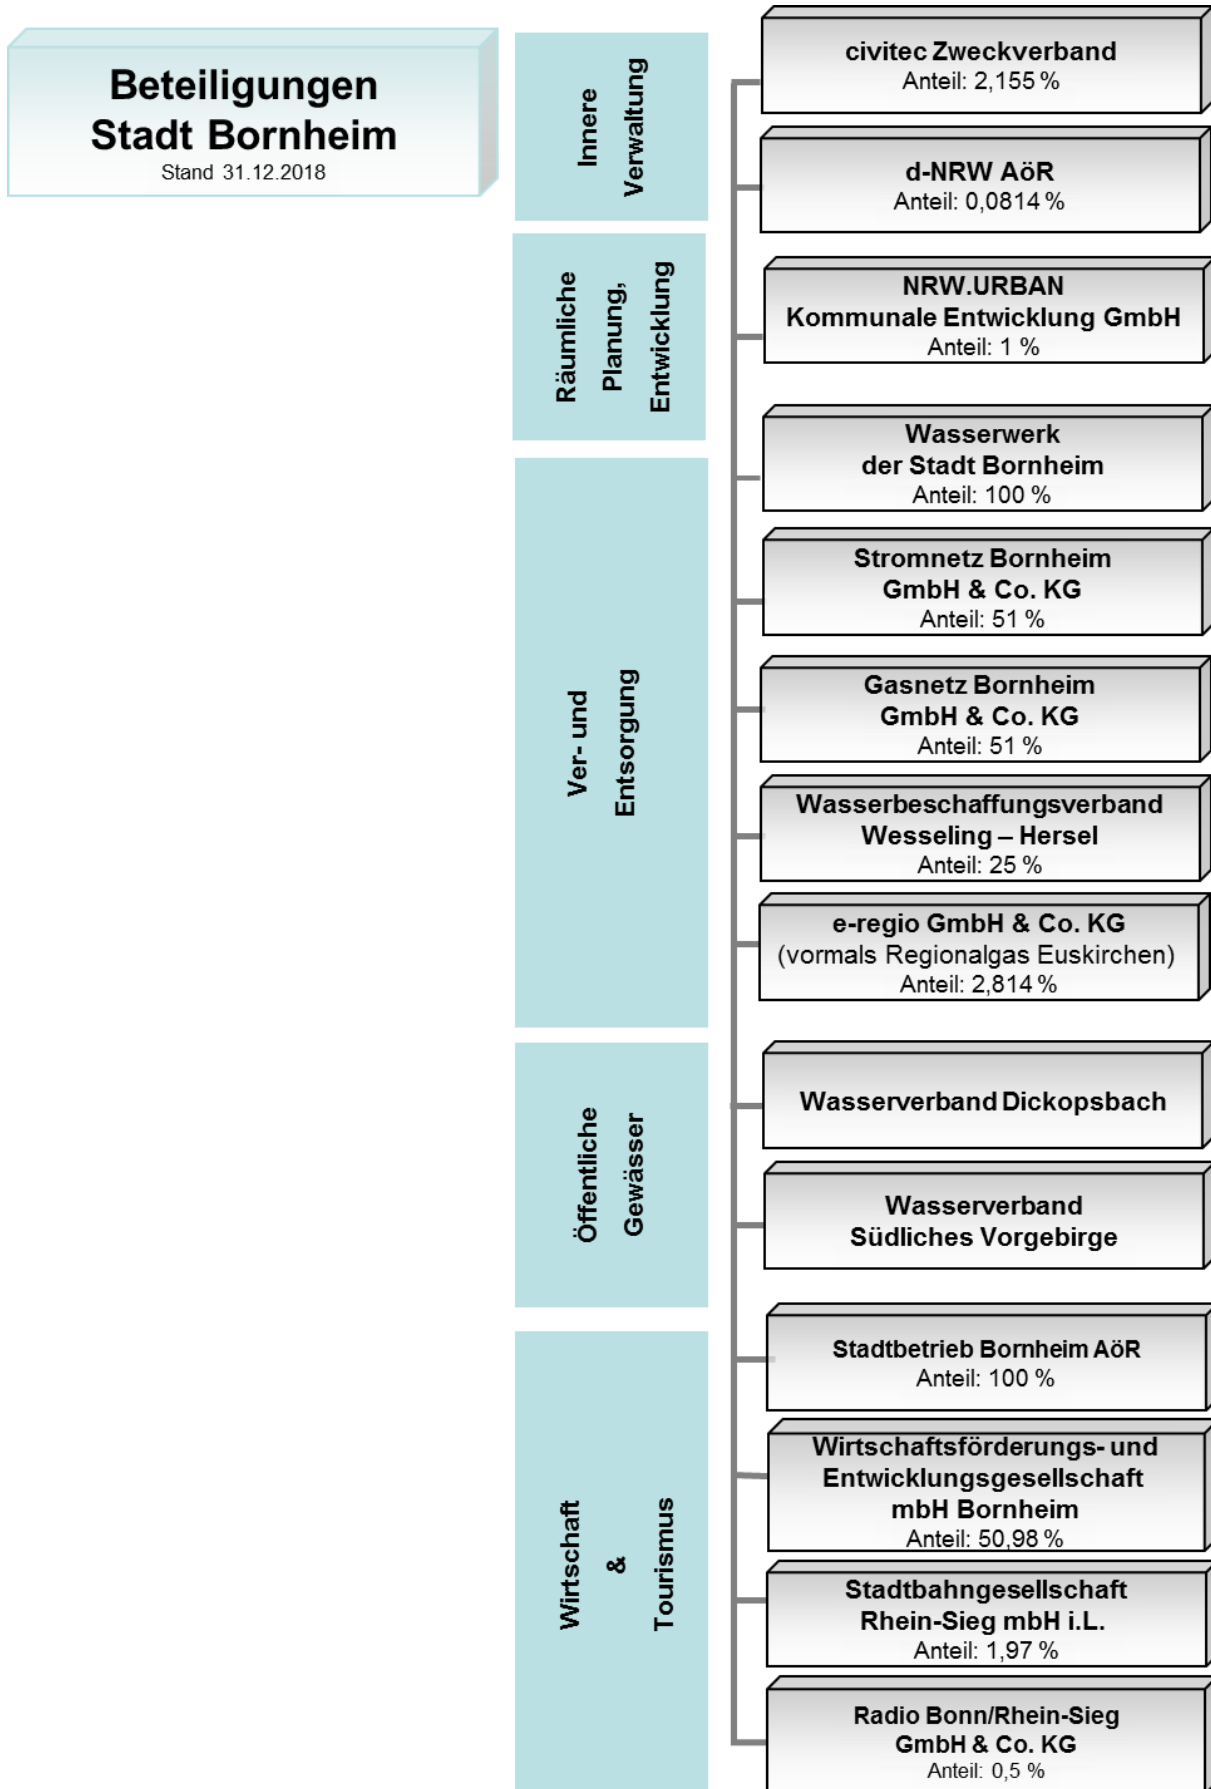 Beteiligungen
Stadt Bornheim
Stand 31.12.2018
Innere
Verwaltung
civitec Zweckverband
Anteil: 2,155 %
d-NRW AöR
Anteil: 0,0814 %
Räumliche
Planung,
Entwicklung
NRW.URBAN
Kommunale Entwicklung GmbH
Anteil: 1 %
Ver- und
Entsorgung
Wasserwerk
der Stadt Bornheim
Anteil: 100 %
Stromnetz Bornheim
GmbH & Co. KG
Anteil: 51 %
Gasnetz Bornheim
GmbH & Co. KG
Anteil: 51 %
Wasserbeschaffungsverband
Wesseling – Hersel
Anteil: 25 %
e-regio GmbH & Co. KG
(vormals Regionalgas Euskirchen)
Anteil: 2,814 %
Öffentliche
Gewässer
Wasserverband Dickopsbach
Wasserverband
Südliches Vorgebirge
Wirtschaft
&
Tourismus
Stadtbetrieb Bornheim AöR
Anteil: 100 %
Wirtschaftsförderungs- und
Entwicklungsgesellschaft
mbH Bornheim
Anteil: 50,98 %
Stadtbahngesellschaft
Rhein-Sieg mbH i.L.
Anteil: 1,97 %
Radio Bonn/Rhein-Sieg
GmbH & Co. KG
Anteil: 0,5 %